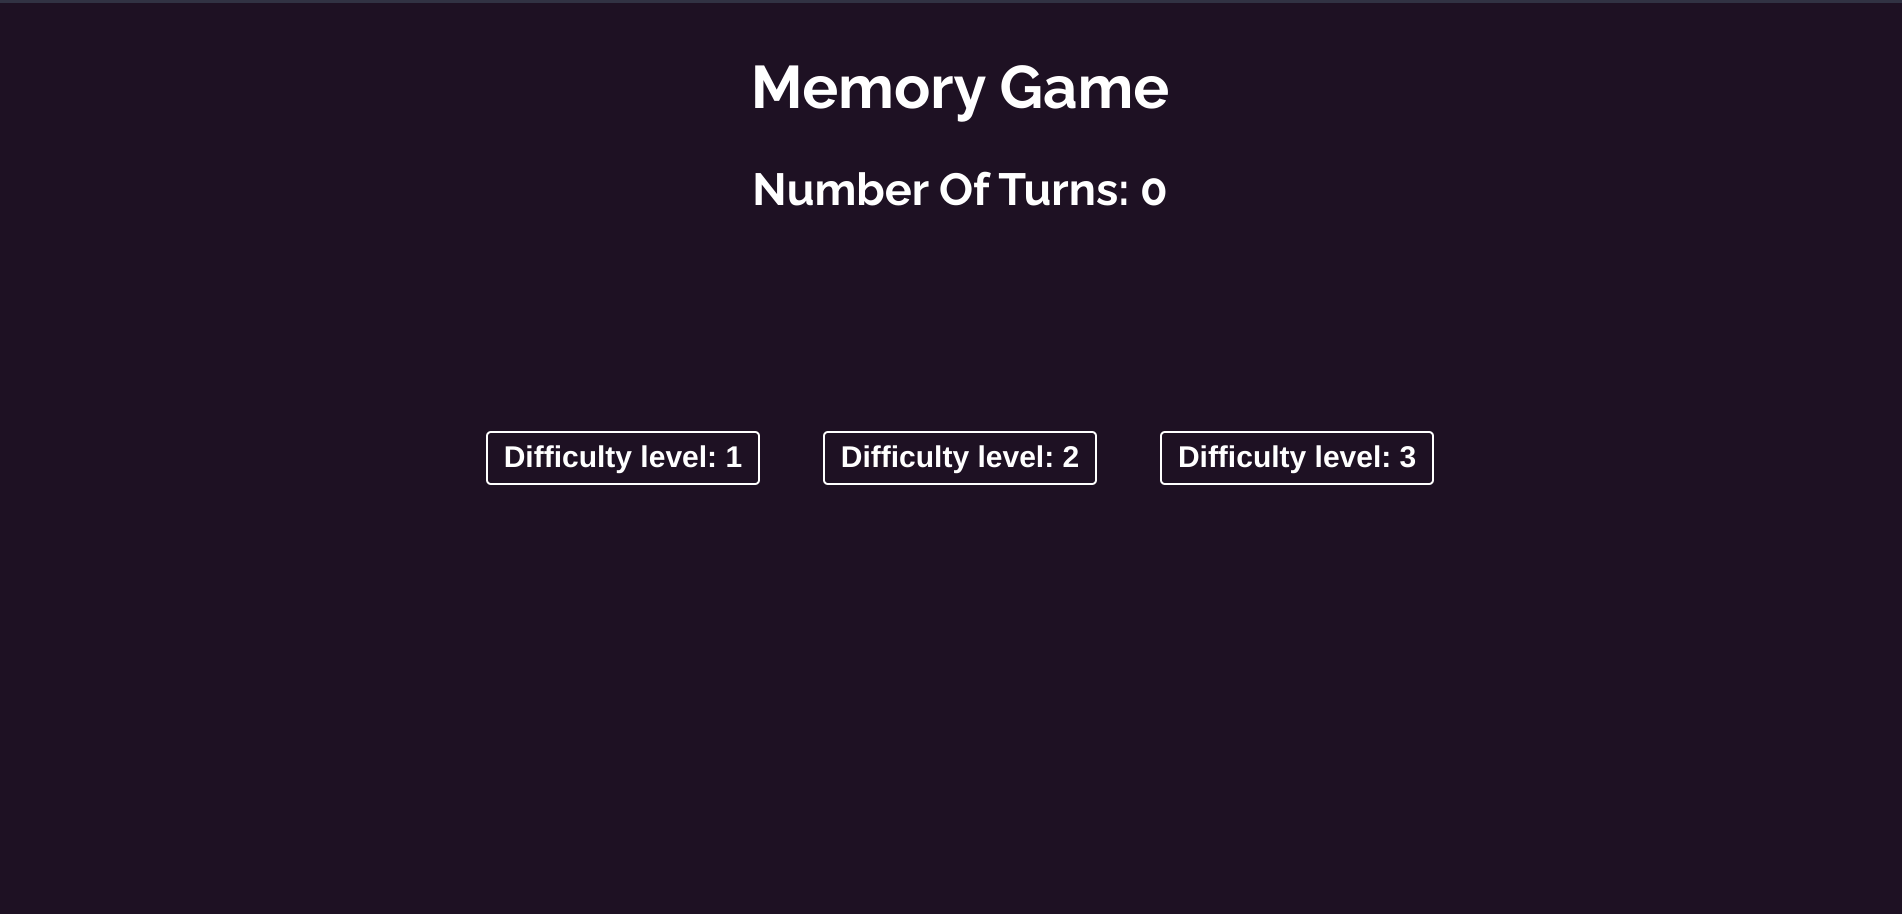 Memory Game
Number Of Turns: 0
Difficulty level: 1
Difficulty level: 2
Difficulty level: 3